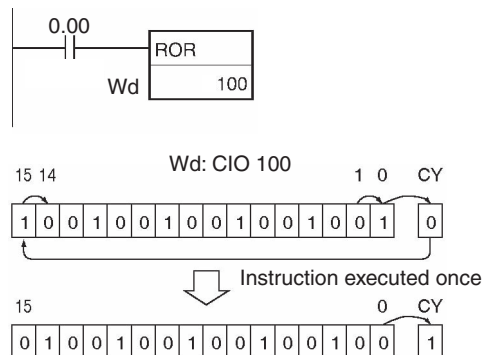 0.00
ROR
Wd 100
Wd: CIO 100
15 14 1 0 CY
1 0 0 1 0 0 1 0 0 1 0 0 1 0 0 1 0
Instruction executed once
15 0 CY
0 1 0 0 1 0 0 1 0 0 1 0 0 1 0 0 1